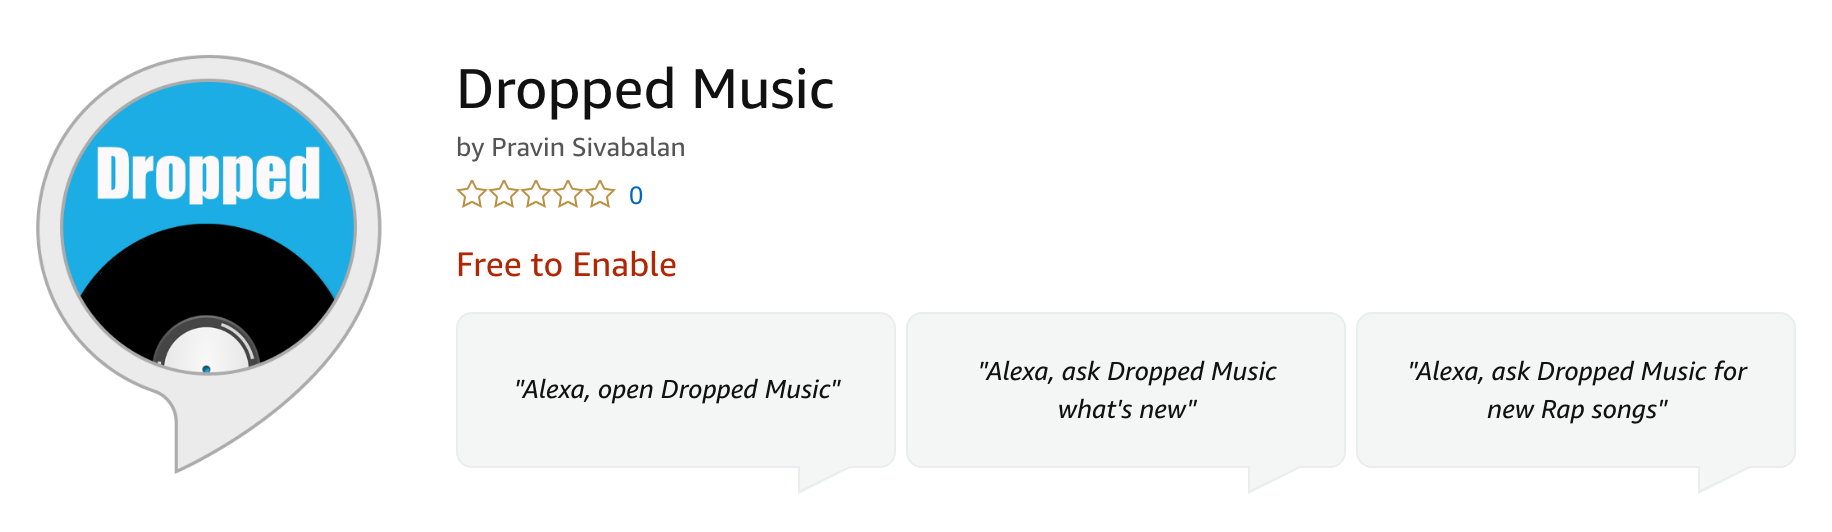 Dropped
Dropped Music
by Pravin Sivabalan
0
Free to Enable
"Alexa, open Dropped Music"
"Alexa, ask Dropped Music
what's new"
"Alexa, ask Dropped Music for
new Rap songs"